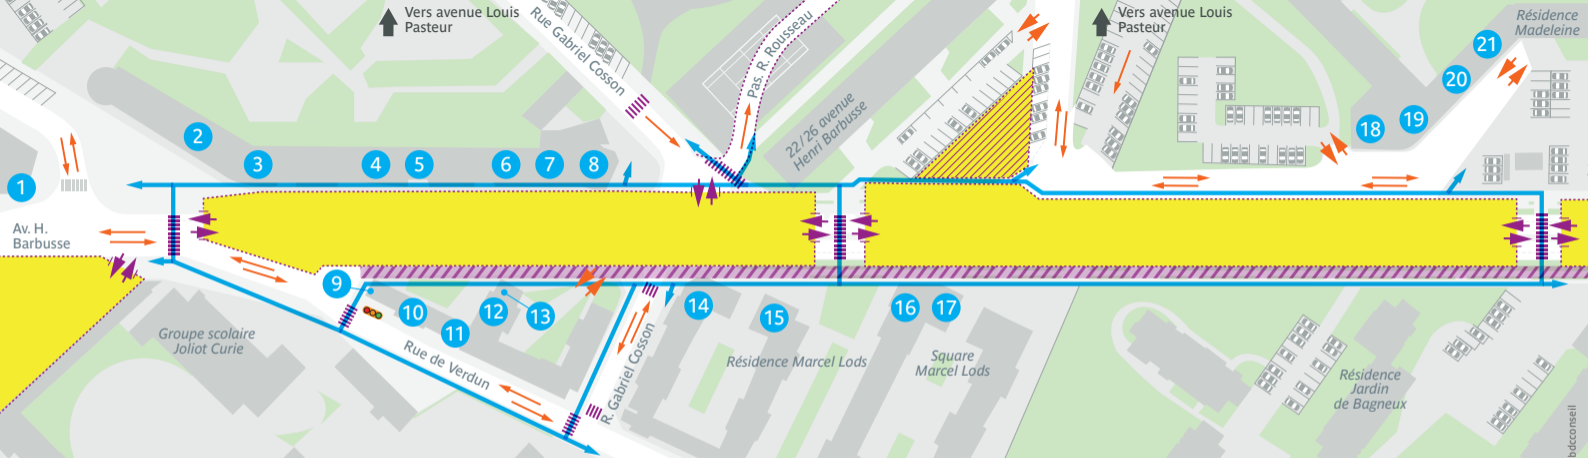 Vers avenue Louis
Pasteur
Rue Gabriel Cosson
Pas. R. Rousseau
Vers avenue Louis
Pasteur
Résidence
Madeleine
21
20
19
18
22/26 avenue
Henri Barbusse
1
2
3
4
5
6
7
8
Av. H.
Barbusse
9
10
11
12
13
14
15
16
17
Groupe scolaire
Joliot Curie
Rue de Verdun
R. Gabriel Cosson
Résidence Marcel Lods
Square
Marcel Lods
Résidence
Jardin
de Bagneux
bdcconseil